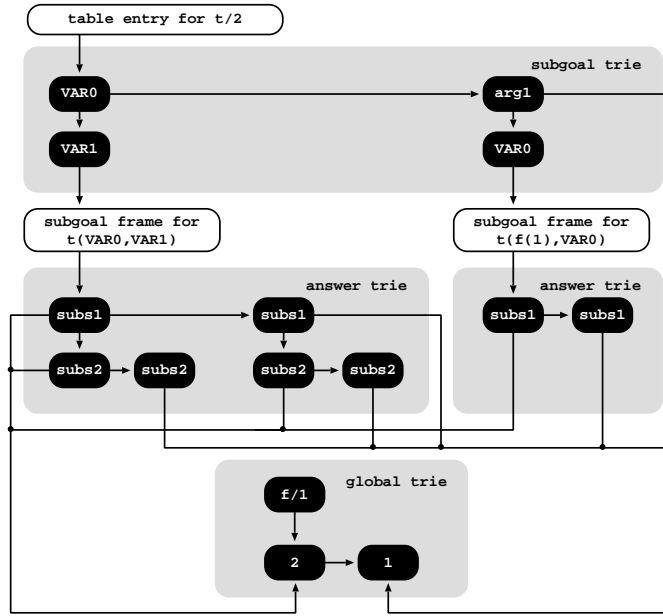 table entry for t/2
subgoal trie
VAR0
arg1
VAR1
VAR0
subgoal frame for
t(VAR0,VAR1)
subgoal frame for
t(f(1),VAR0)
answer trie
answer trie
subs1
subs1
subs1
subs1
subs2
subs2
subs2
subs2
global trie
f/1
2
1